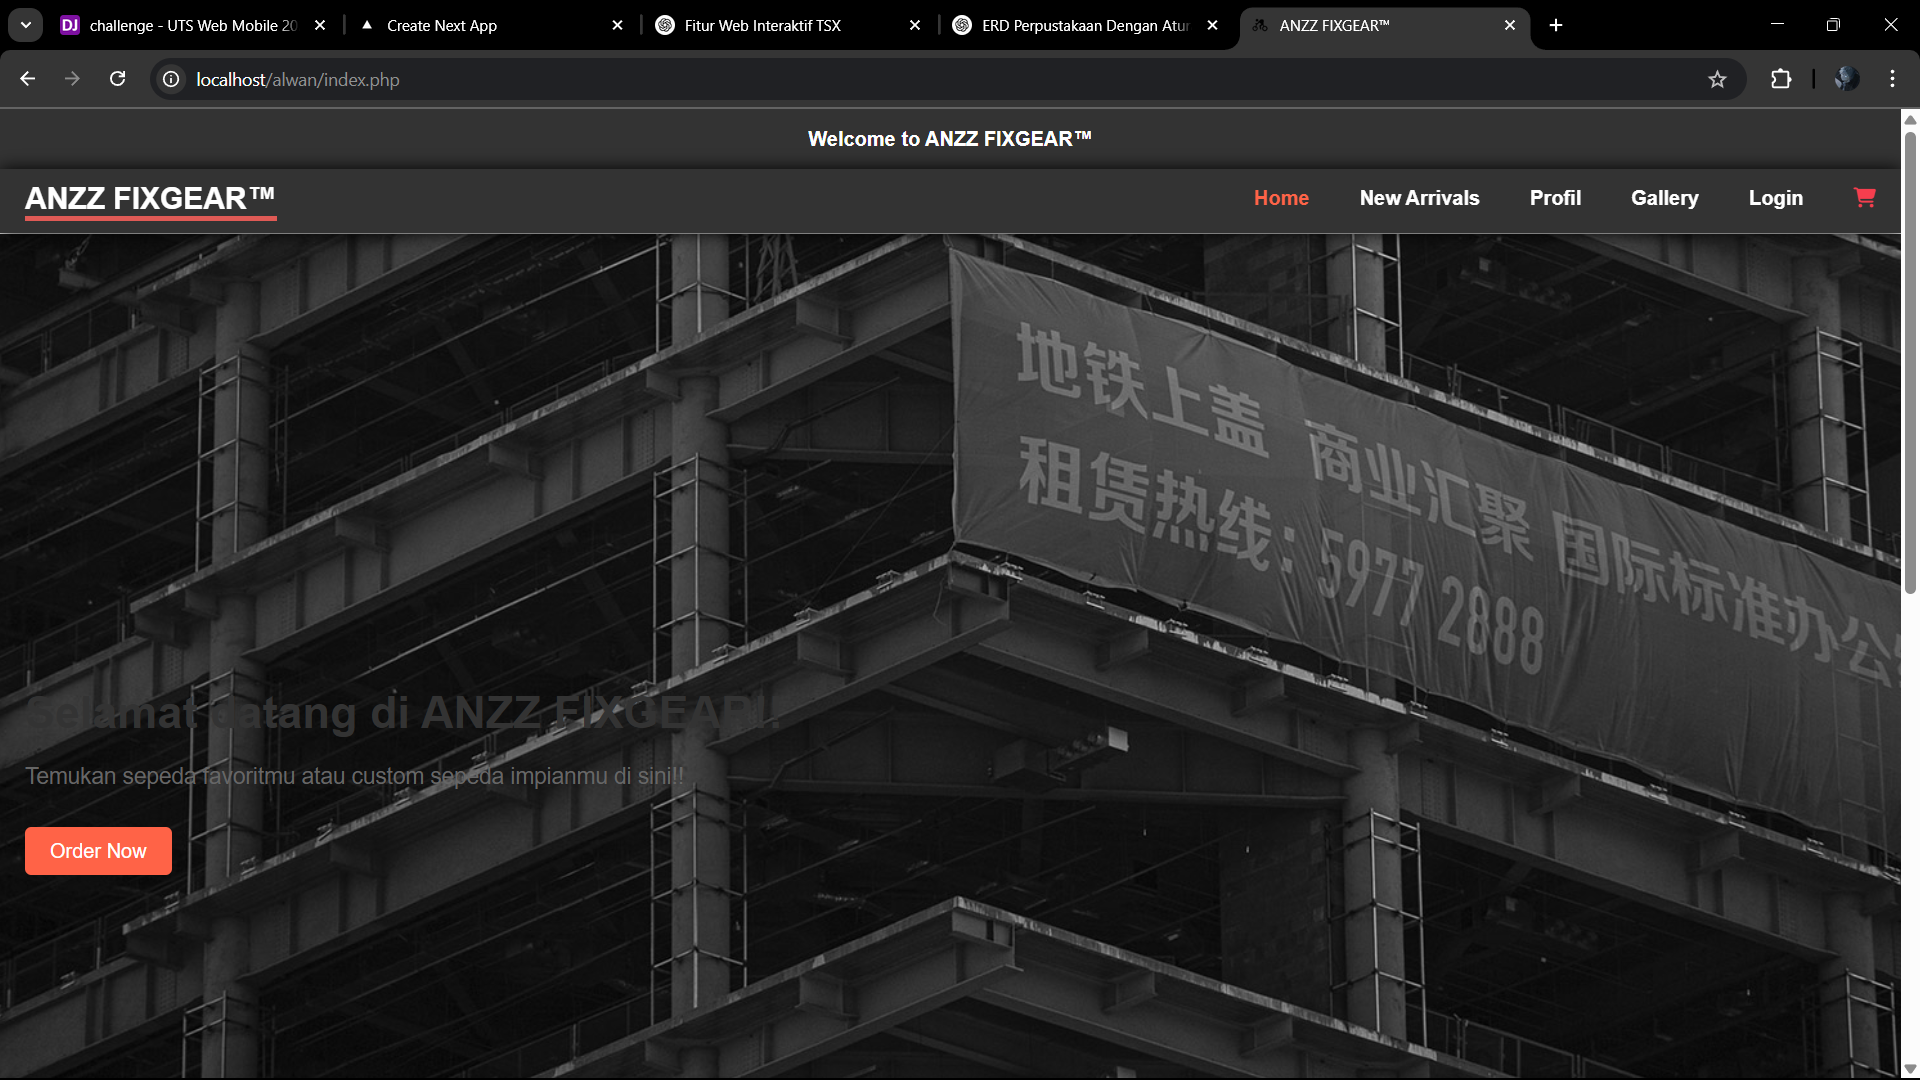 challenge - UTS Web Mobile 20
Create Next App
Fitur Web Interaktif TSX
ERD Perpustakaan Dengan Atur
ANZZ FIXGEAR™
localhost/alwan/index.php
Welcome to ANZZ FIXGEAR™
ANZZ FIXGEAR™
Home
New Arrivals
Profil
Gallery
Login
地铁上盖 商业汇聚 国际标准办公
租赁热线：5977 2888
Selamat datang di ANZZ FIXGEAR!!
Temukan sepeda favoritmu atau custom sepeda impianmu di sini!!
Order Now